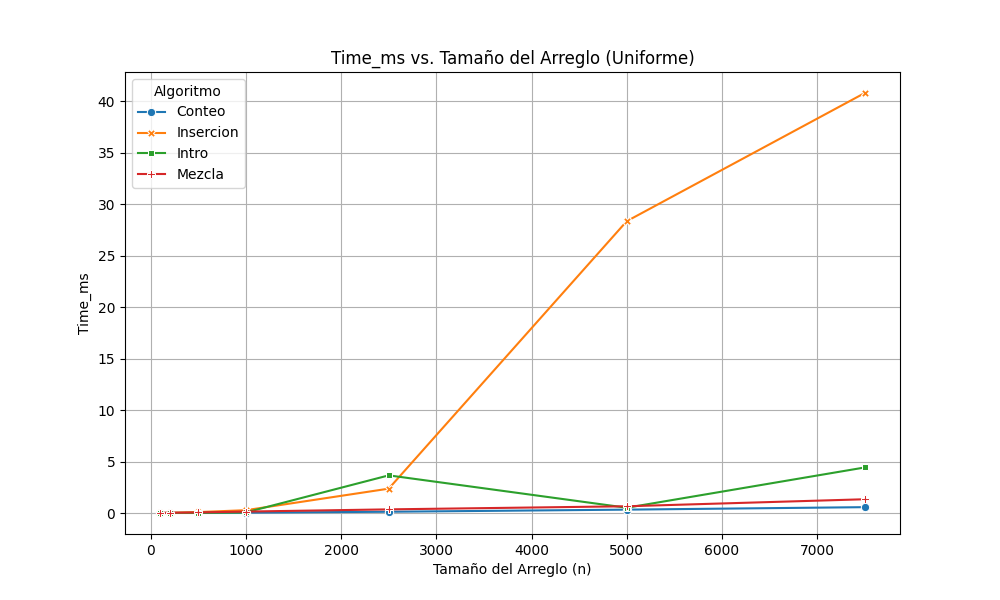 Time_ms vs. Tamaño del Arreglo (Uniforme)
Algoritmo
Conteo
Insercion
Intro
Mezcla
Time_ms
40
35
30
25
20
15
10
5
0
0 1000 2000 3000 4000 5000 6000 7000
Tamaño del Arreglo (n)